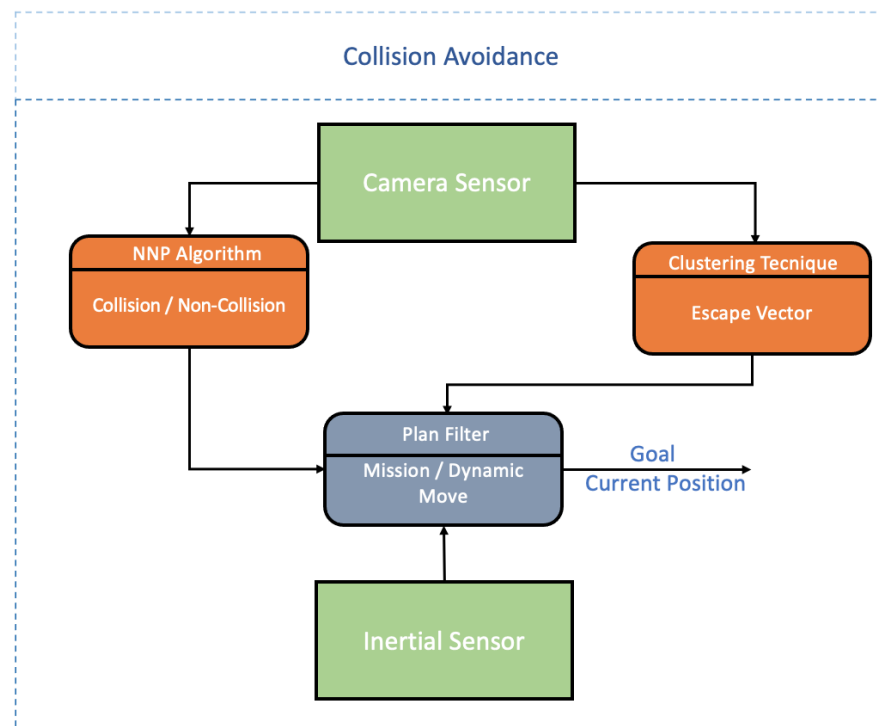 Collision Avoidance
Camera Sensor
NNP Algorithm
Collision / Non-Collision
Clustering Tecnique
Escape Vector
Plan Filter
Mission / Dynamic
Move
Goal
Current Position
Inertial Sensor